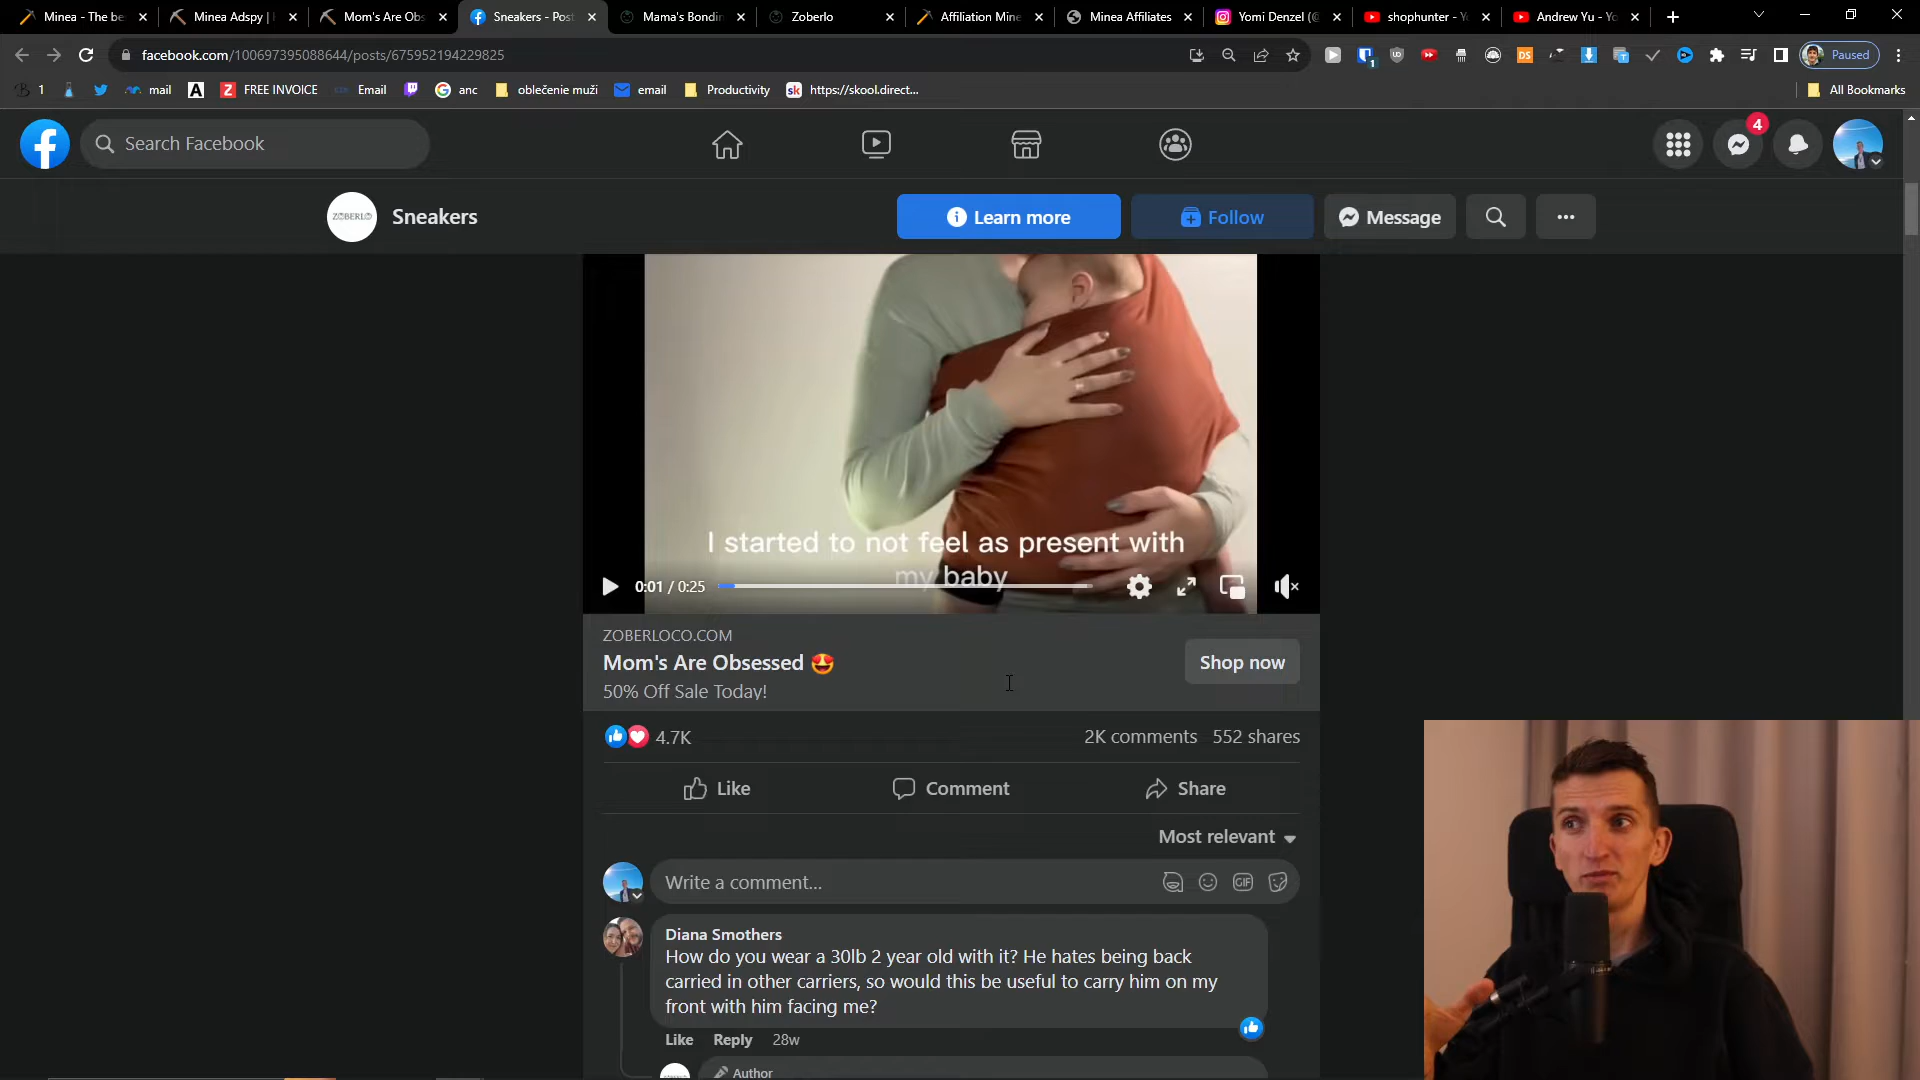 Minea - The be
Minea Adspy |
Mom's Are Obs
Sneakers - Post
Mama's Bondin
Zoberlo
Affiliation Mine
Minea Affiliates
Yomi Denzel (@
shophunter - Y
Andrew Yu - Yo
facebook.com/100697395088644/posts/675952194229825
Paused
1
mail
FREE INVOICE
Email
anc
oblečenie muži
email
Productivity
https://skool.direct...
All Bookmarks
Search Facebook
4
ZOBERLO
Sneakers
Learn more
Follow
Message
I started to not feel as present with
my baby
0:01 / 0:25
ZOBERLOCO.COM
Mom's Are Obsessed 🤩
50% Off Sale Today!
Shop now
4.7K
2K comments
552 shares
Like
Comment
Share
Most relevant
Write a comment...
GIF
Diana Smothers
How do you wear a 30lb 2 year old with it? He hates being back
carried in other carriers, so would this be useful to carry him on my
front with him facing me?
Like
Reply
28w
Author